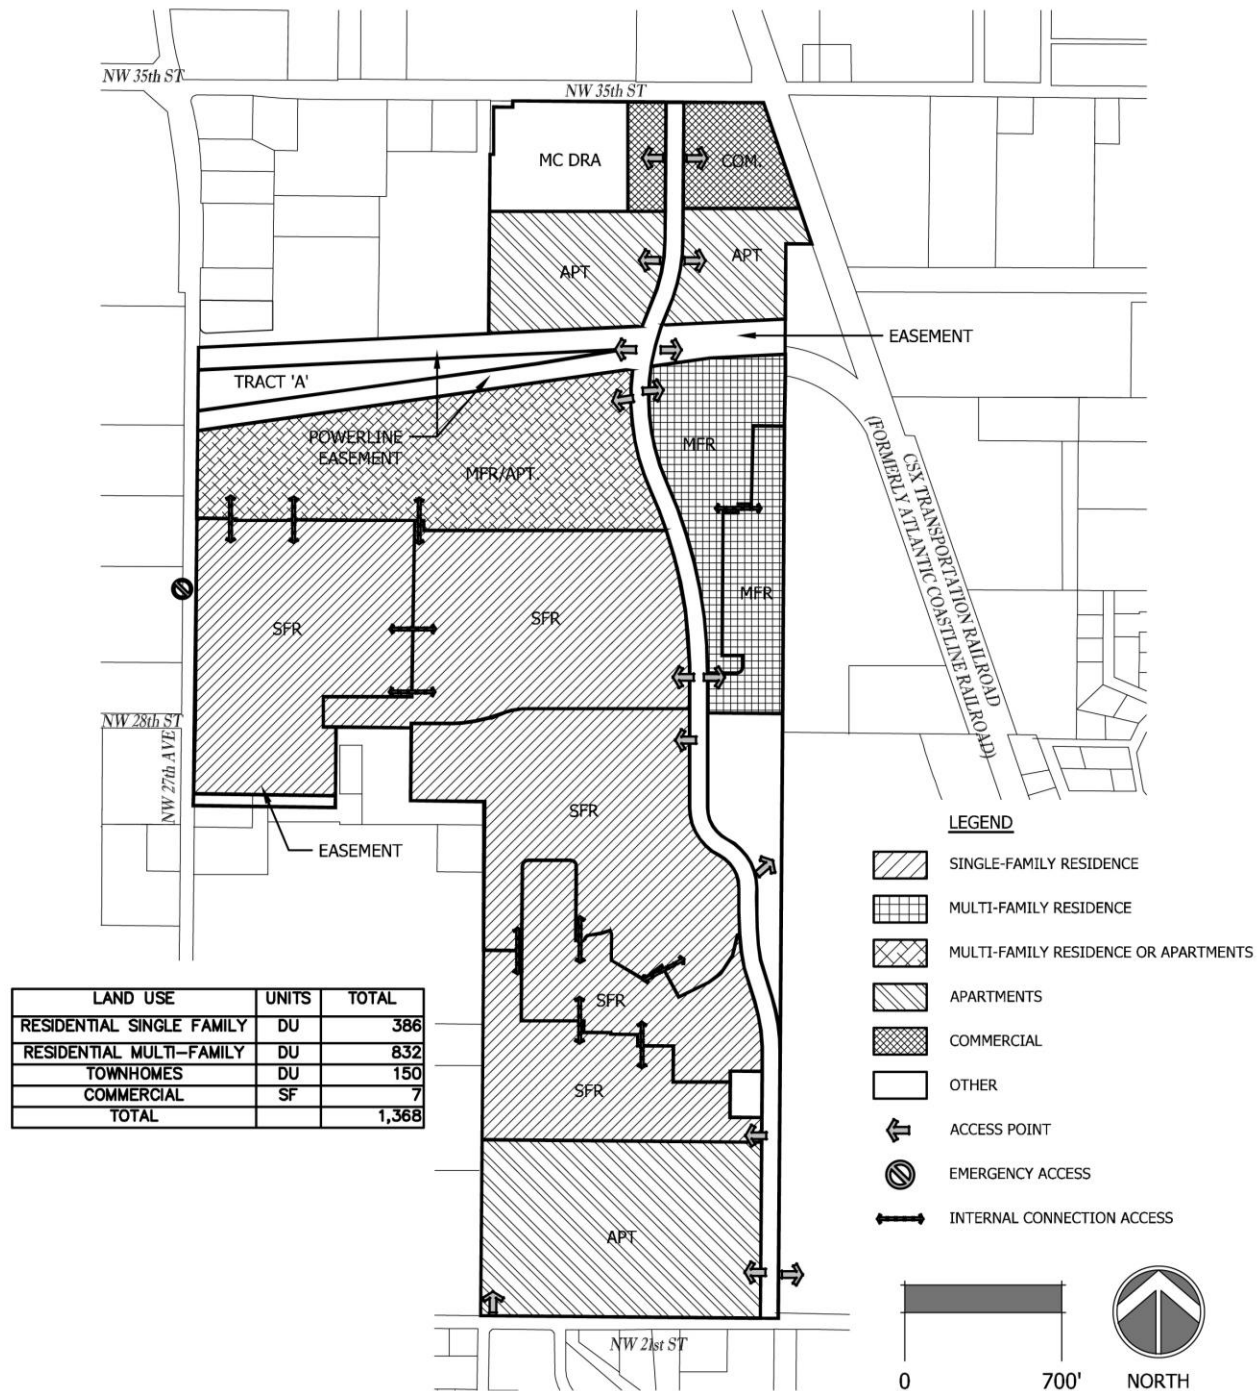 NW 35th ST
NW 35th ST
MC DRA
COM.
APT
APT
EASEMENT
TRACT 'A'
POWERLINE
EASEMENT
MFR/APT.
MFR
CSX TRANSPORTATION RAILROAD
(FORMERLY ATLANTIC COASTLINE RAILROAD)
SFR
SFR
MFR
NW 28th ST
NW 27th AVE
EASEMENT
SFR
SFR
SFR
APT
NW 21st ST
LAND USE UNITS TOTAL
RESIDENTIAL SINGLE FAMILY DU 386
RESIDENTIAL MULTI-FAMILY DU 832
TOWNHOMES DU 150
COMMERCIAL SF 7
TOTAL 1,368
LEGEND
SINGLE-FAMILY RESIDENCE
MULTI-FAMILY RESIDENCE
MULTI-FAMILY RESIDENCE OR APARTMENTS
APARTMENTS
COMMERCIAL
OTHER
ACCESS POINT
EMERGENCY ACCESS
INTERNAL CONNECTION ACCESS
0 700'
NORTH